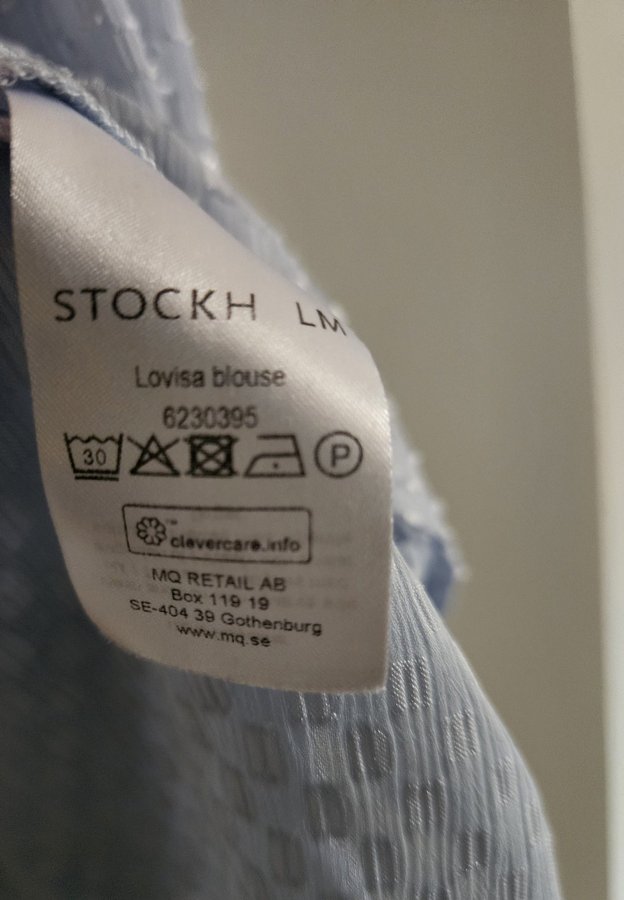 STOCKH LM
Lovisa blouse
6230395
30
P
clevercare.info
MQ RETAIL AB
Box 119 19
SE-404 39 Gothenburg
www.mq.se